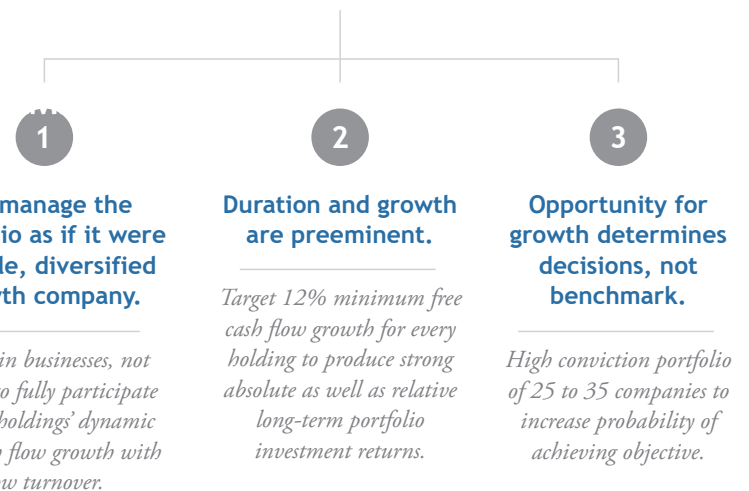 1
manage the
io as if it were
le, diversified
th company.
in businesses, not
o fully participate
holdings’ dynamic
flow growth with
w turnover.
2
Duration and growth
are preeminent.
Target 12% minimum free
cash flow growth for every
holding to produce strong
absolute as well as relative
long-term portfolio
investment returns.
3
Opportunity for
growth determines
decisions, not
benchmark.
High conviction portfolio
of 25 to 35 companies to
increase probability of
achieving objective.